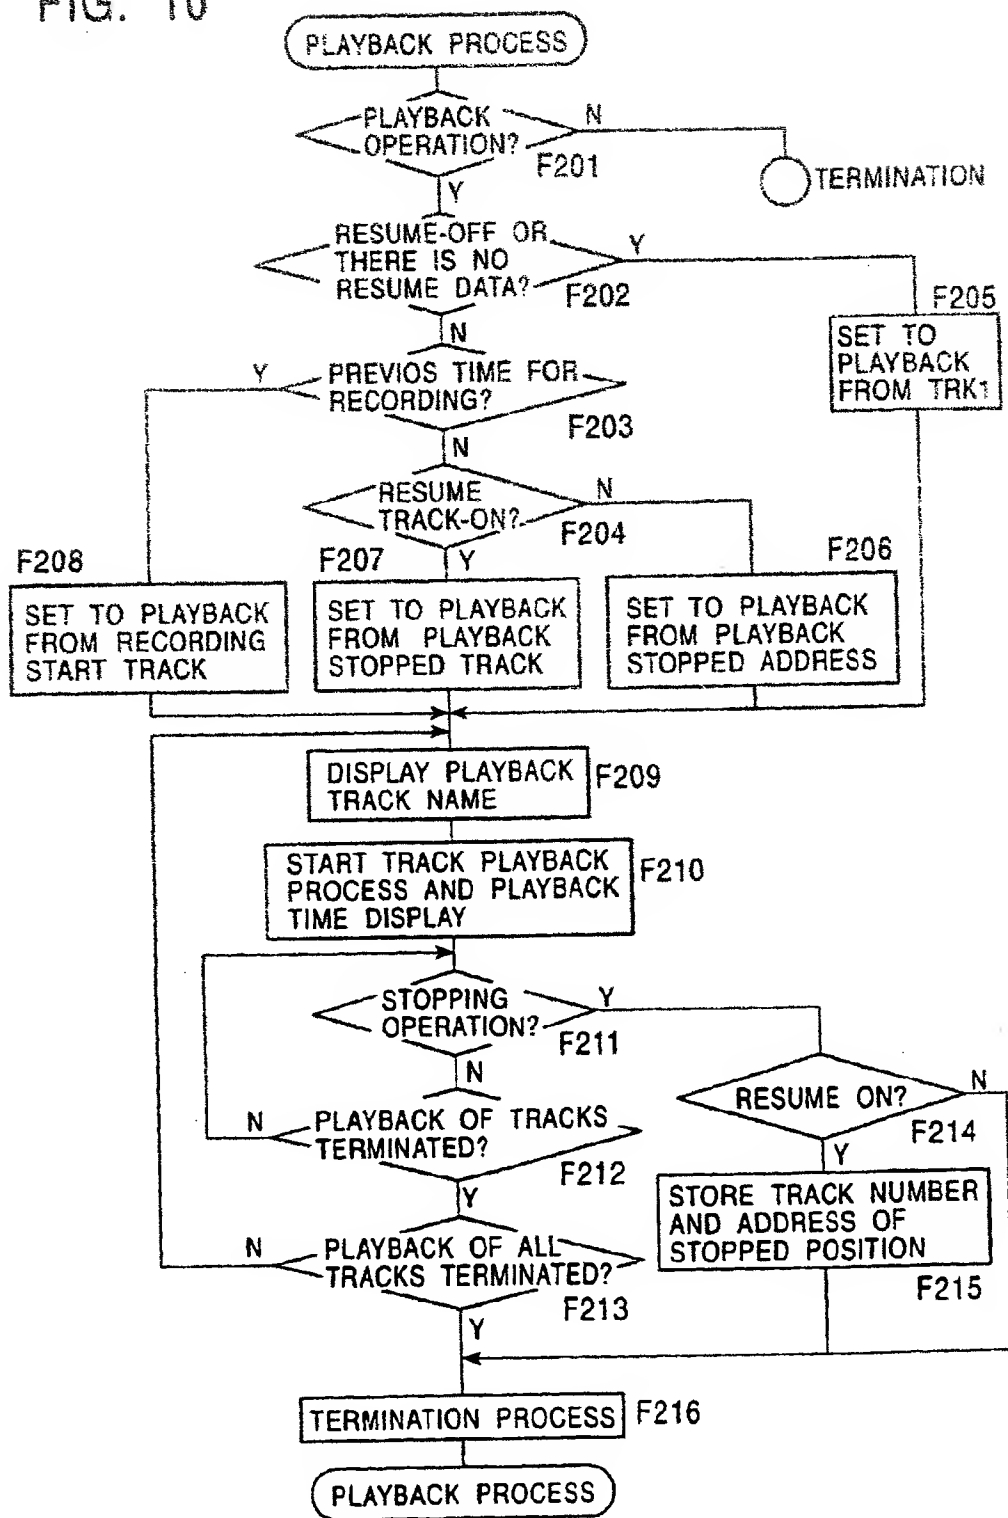 FIG. 10
PLAYBACK PROCESS
PLAYBACK
OPERATION?
N
F201
Y
TERMINATION
RESUME-OFF OR
THERE IS NO
RESUME DATA?
Y
F202
N
F205
SET TO
PLAYBACK
FROM TRK1
Y
PREVIOS TIME FOR
RECORDING?
F203
N
RESUME
TRACK-ON?
N
F204
Y
F208
SET TO PLAYBACK
FROM RECORDING
START TRACK
F207
SET TO PLAYBACK
FROM PLAYBACK
STOPPED TRACK
F206
SET TO PLAYBACK
FROM PLAYBACK
STOPPED ADDRESS
DISPLAY PLAYBACK
TRACK NAME
F209
START TRACK PLAYBACK
PROCESS AND PLAYBACK
TIME DISPLAY
F210
STOPPING
OPERATION?
Y
F211
N
RESUME ON?
N
F214
Y
N
PLAYBACK OF TRACKS
TERMINATED?
F212
Y
STORE TRACK NUMBER
AND ADDRESS OF
STOPPED POSITION
F215
N
PLAYBACK OF ALL
TRACKS TERMINATED?
F213
Y
TERMINATION PROCESS
F216
PLAYBACK PROCESS